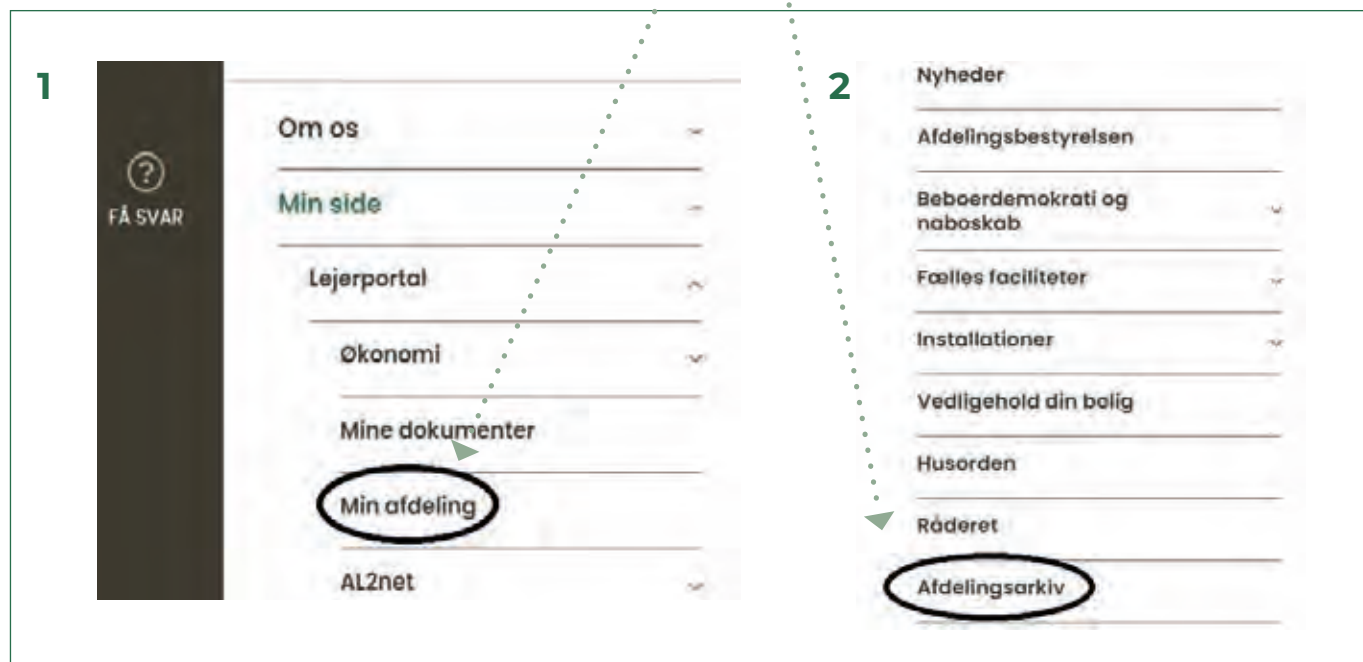 1
FÅ SVAR
Om os
Min side
Lejerportal
Økonomi
Mine dokumenter
Min afdeling
AL2net
2
Nyheder
Afdelingsbestyrelsen
Beboerdemokrati og
naboskab
Fælles faciliteter
Installationer
Vedligehold din bolig
Husorden
Råderet
Afdelingsarkiv